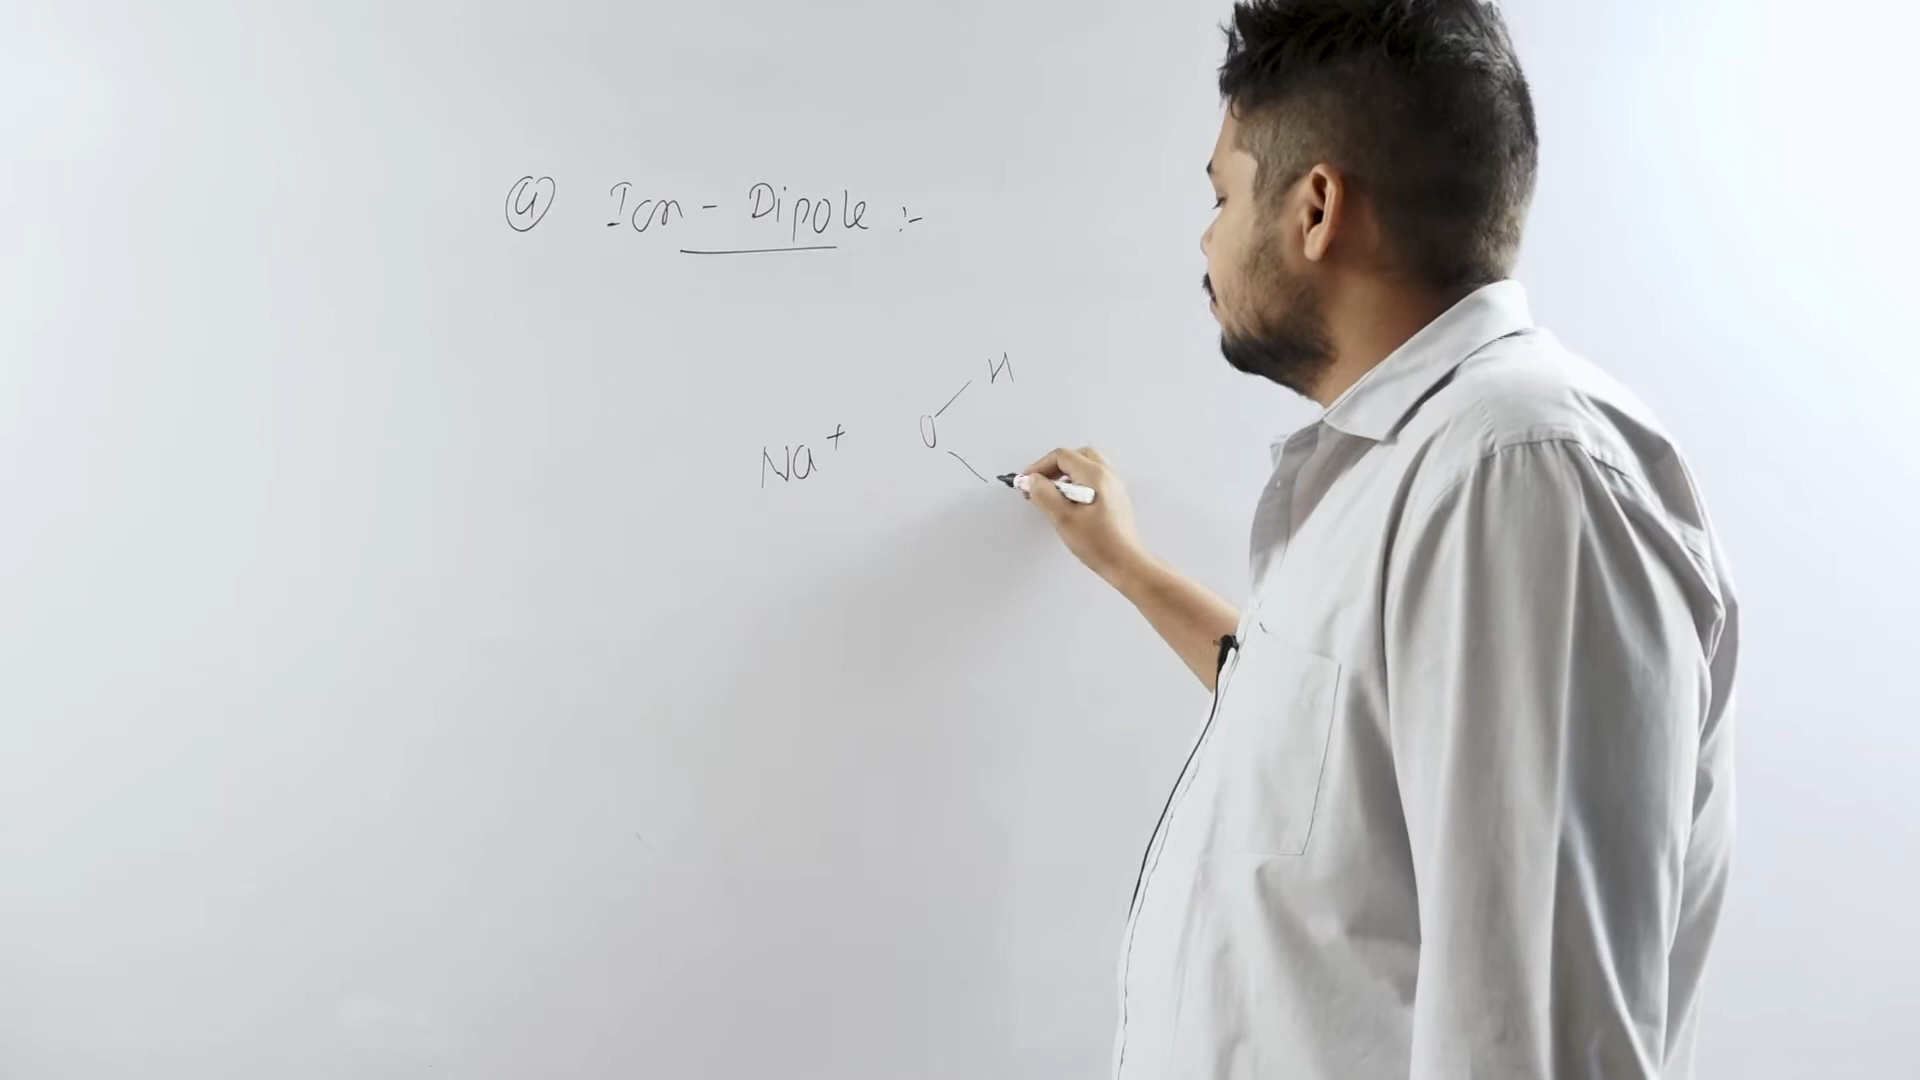 ④ Ion - Dipole :-
H
Na⁺ O